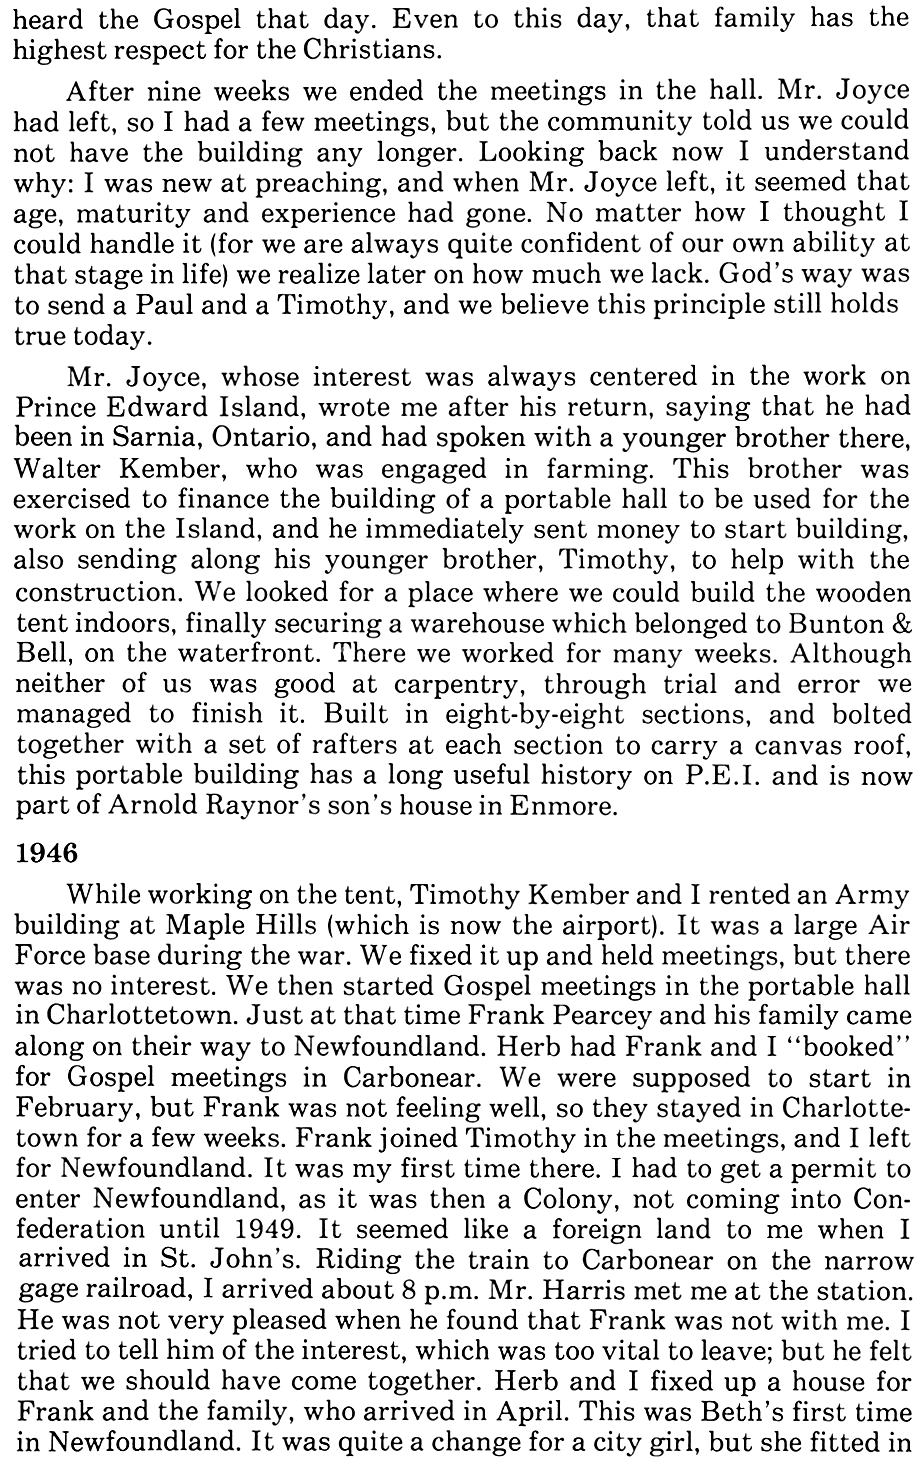 heard the Gospel that day. Even to this day, that family has the
highest respect for the Christians.
After nine weeks we ended the meetings in the hall. Mr. Joyce
had left, so I had a few meetings, but the community told us we could
not have the building any longer. Looking back now I understand
why: I was new at preaching, and when Mr. Joyce left, it seemed that
age, maturity and experience had gone. No matter how I thought I
could handle it (for we are always quite confident of our own ability at
that stage in life) we realize later on how much we lack. God's way was
to send a Paul and a Timothy, and we believe this principle still holds
true today.
Mr. Joyce, whose interest was always centered in the work on
Prince Edward Island, wrote me after his return, saying that he had
been in Sarnia, Ontario, and had spoken with a younger brother there,
Walter Kember, who was engaged in farming. This brother was
exercised to finance the building of a portable hall to be used for the
work on the Island, and he immediately sent money to start building,
also sending along his younger brother, Timothy, to help with the
construction. We looked for a place where we could build the wooden
tent indoors, finally securing a warehouse which belonged to Bunton &
Bell, on the waterfront. There we worked for many weeks. Although
neither of us was good at carpentry, through trial and error we
managed to finish it. Built in eight-by-eight sections, and bolted
together with a set of rafters at each section to carry a canvas roof,
this portable building has a long useful history on P.E.I. and is now
part of Arnold Raynor's son's house in Enmore.
1946
While working on the tent, Timothy Kember and I rented an Army
building at Maple Hills (which is now the airport). It was a large Air
Force base during the war. We fixed it up and held meetings, but there
was no interest. We then started Gospel meetings in the portable hall
in Charlottetown. Just at that time Frank Pearcey and his family came
along on their way to Newfoundland. Herb had Frank and I "booked"
for Gospel meetings in Carbonear. We were supposed to start in
February, but Frank was not feeling well, so they stayed in Charlotte-
town for a few weeks. Frank joined Timothy in the meetings, and I left
for Newfoundland. It was my first time there. I had to get a permit to
enter Newfoundland, as it was then a Colony, not coming into Con-
federation until 1949. It seemed like a foreign land to me when I
arrived in St. John's. Riding the train to Carbonear on the narrow
gage railroad, I arrived about 8 p.m. Mr. Harris met me at the station.
He was not very pleased when he found that Frank was not with me. I
tried to tell him of the interest, which was too vital to leave; but he felt
that we should have come together. Herb and I fixed up a house for
Frank and the family, who arrived in April. This was Beth's first time
in Newfoundland. It was quite a change for a city girl, but she fitted in